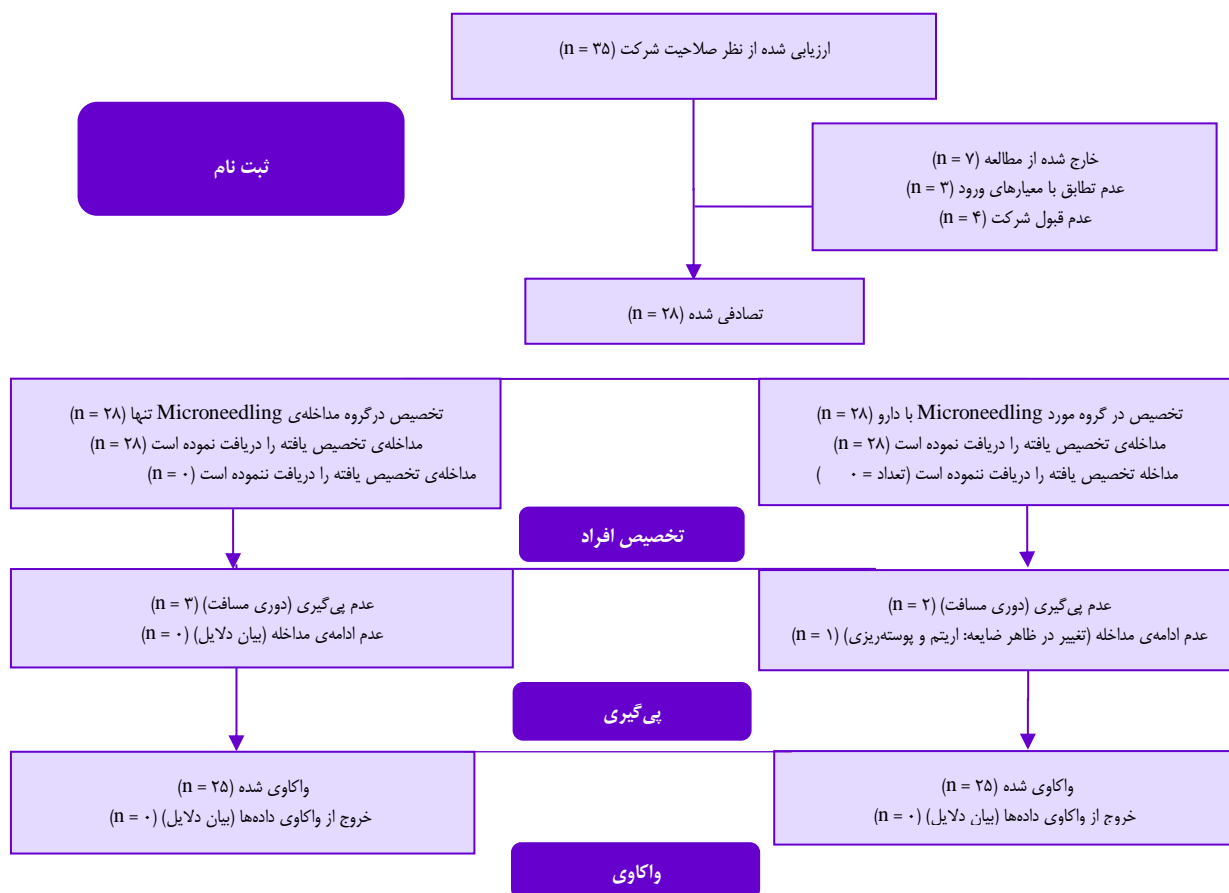 ارزیابی شده از نظر صلاحیت شرکت (n = ۳۵)
ثبت نام
خارج شده از مطالعه (n = ۷)
عدم تطابق با معیارهای ورود (n = ۳)
عدم قبول شرکت (n = ۴)
تصادفی شده (n = ۲۸)
تخصیص در گروه مورد Microneedling با دارو (n = ۲۸)
مداخله‌ی تخصیص یافته را دریافت نموده است (n = ۲۸)
مداخله تخصیص یافته را دریافت ننموده است (تعداد = ۰ )
تخصیص درگروه مداخله‌ی Microneedling تنها (n = ۲۸)
مداخله‌ی تخصیص یافته را دریافت نموده است (n = ۲۸)
مداخله‌ی تخصیص یافته را دریافت ننموده است (n = ۰)
تخصیص افراد
عدم پی‌گیری (دوری مسافت) (n = ۲)
عدم ادامه‌ی مداخله (تغییر در ظاهر ضایعه: اریتم و پوسته‌ریزی) (n = ۱)
عدم پی‌گیری (دوری مسافت) (n = ۳)
عدم ادامه‌ی مداخله (بیان دلایل) (n = ۰)
پی‌گیری
واکاوی شده (n = ۲۵)
خروج از واکاوی داده‌ها (بیان دلایل) (n = ۰)
واکاوی شده (n = ۲۵)
خروج از واکاوی داده‌ها (بیان دلایل) (n = ۰)
واکاوی